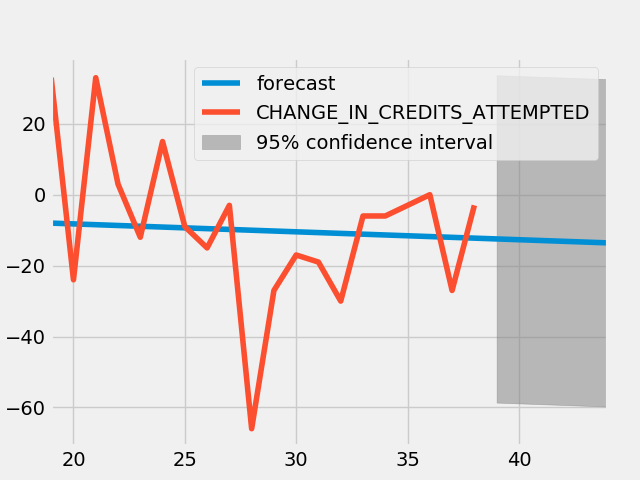 forecast
CHANGE_IN_CREDITS_ATTEMPTED
95% confidence interval
20
0
−20
−40
−60
20 25 30 35 40